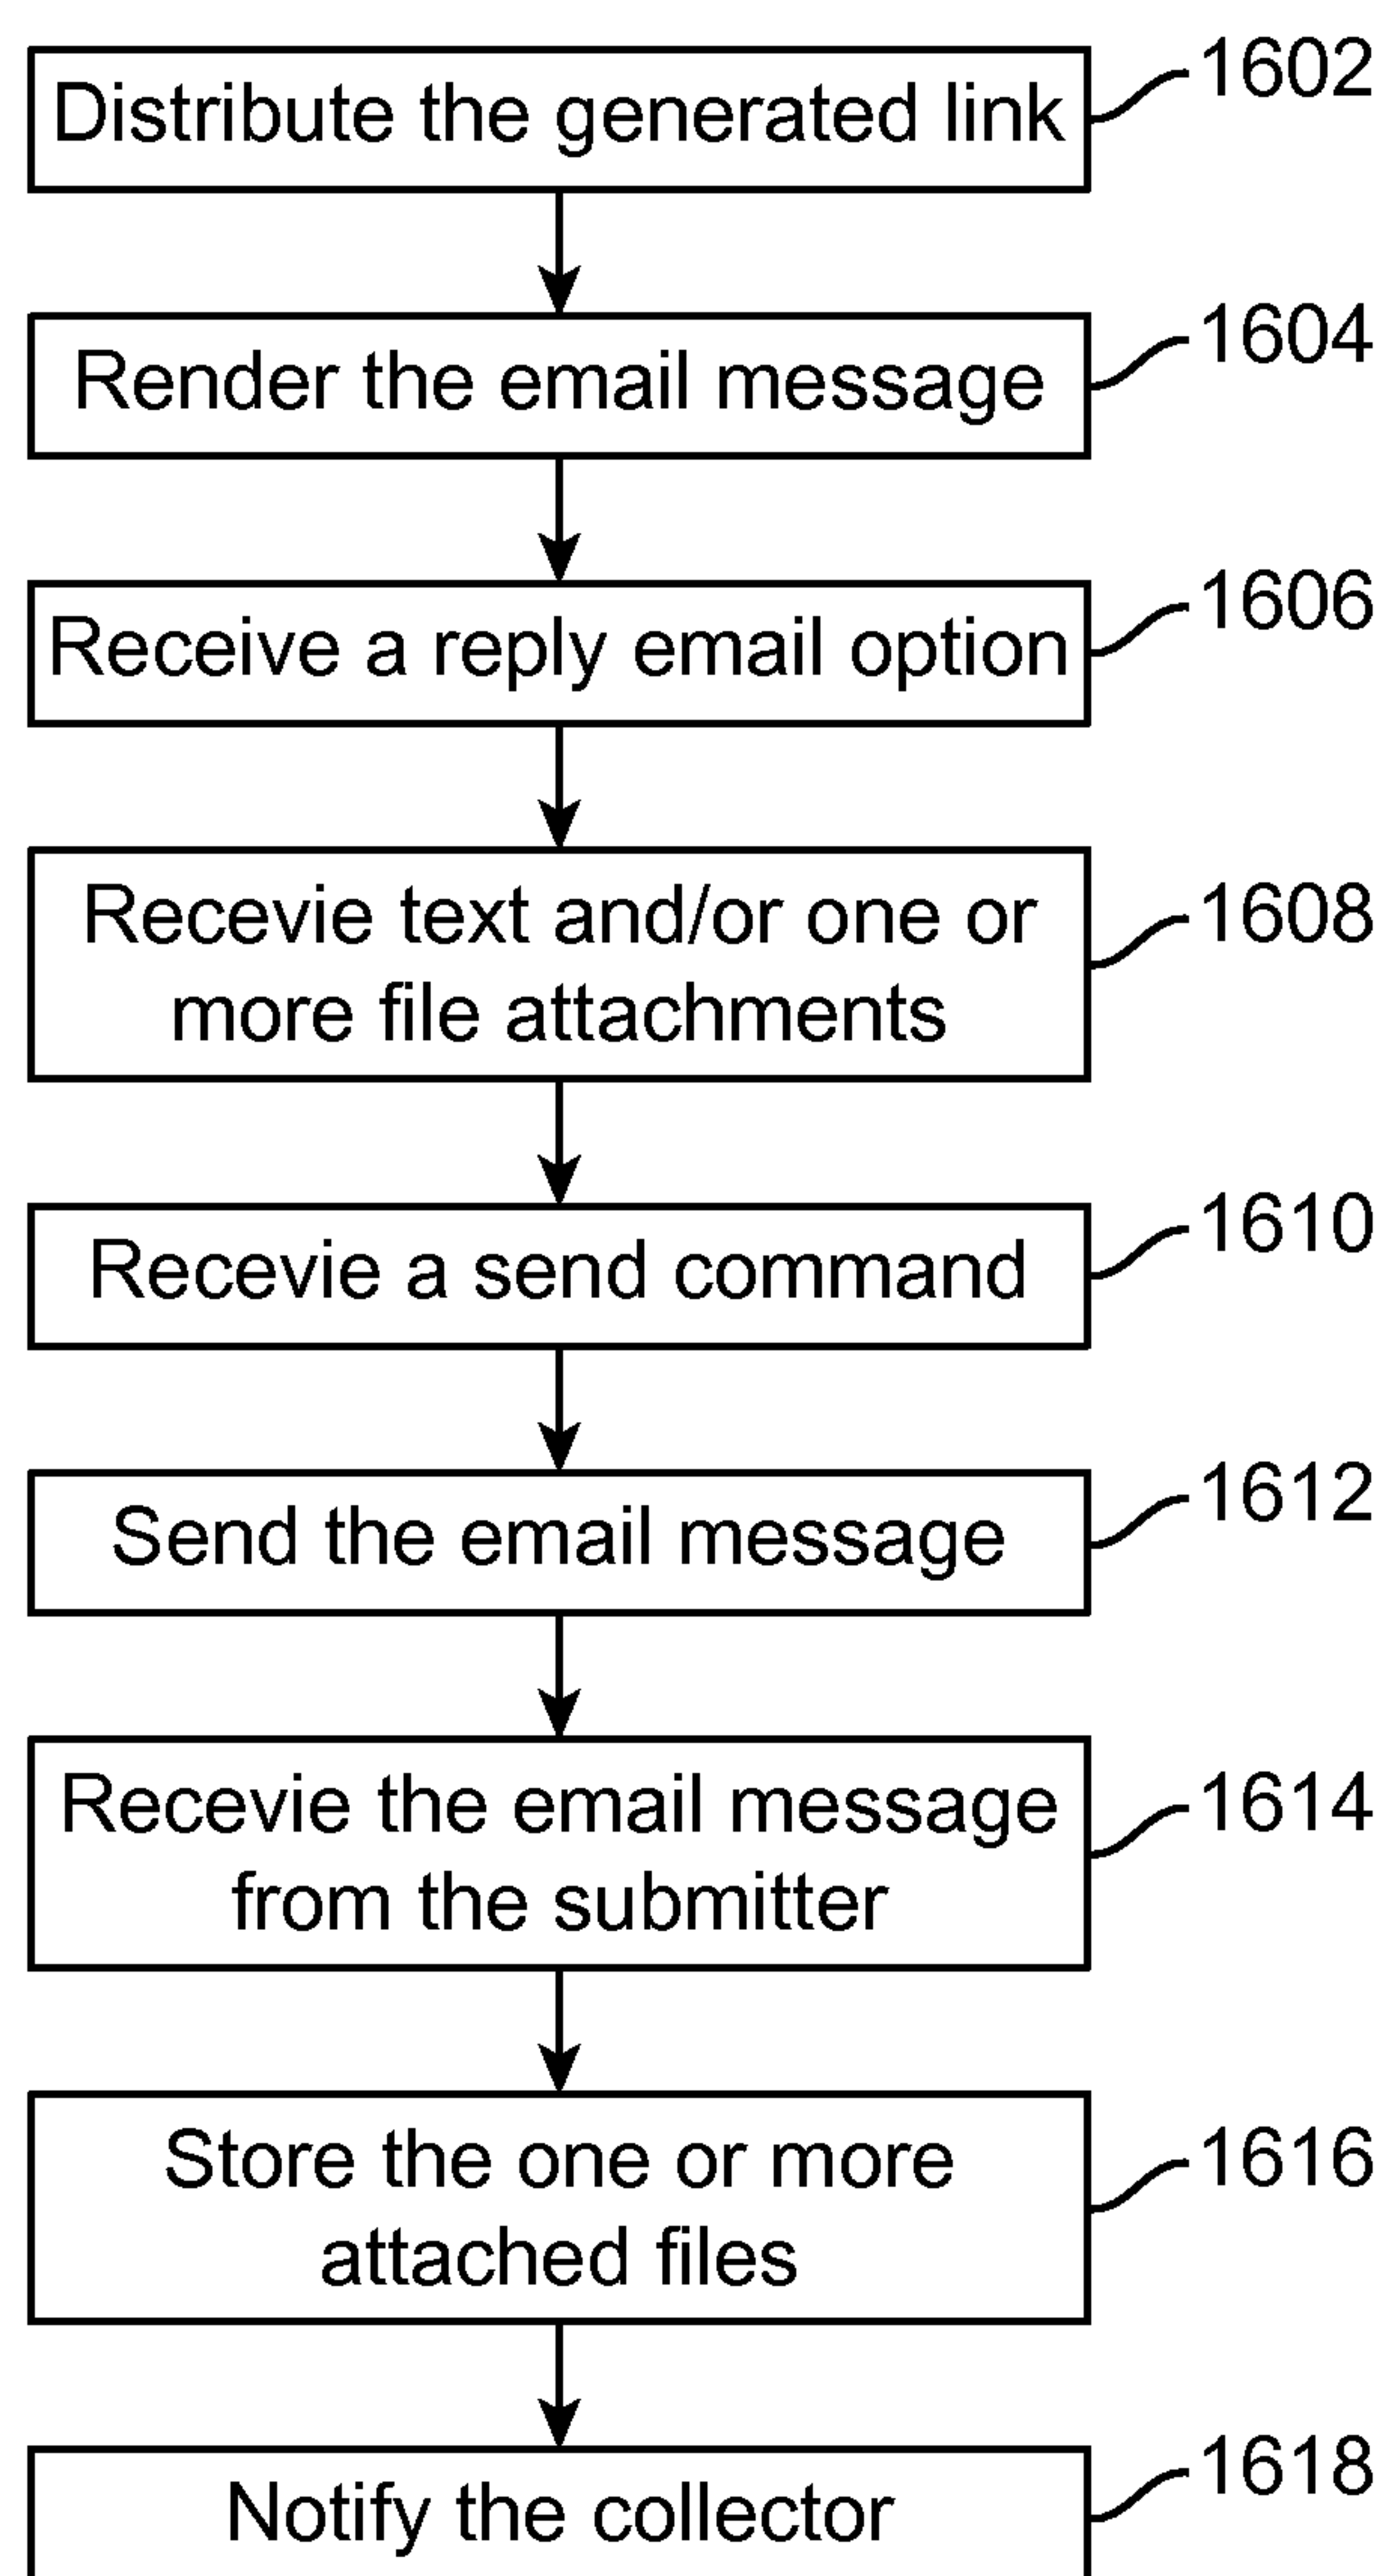 Distribute the generated link
1602
Render the email message
1604
Receive a reply email option
1606
Recevie text and/or one or
more file attachments
1608
Recevie a send command
1610
Send the email message
1612
Recevie the email message
from the submitter
1614
Store the one or more
attached files
1616
Notify the collector
1618